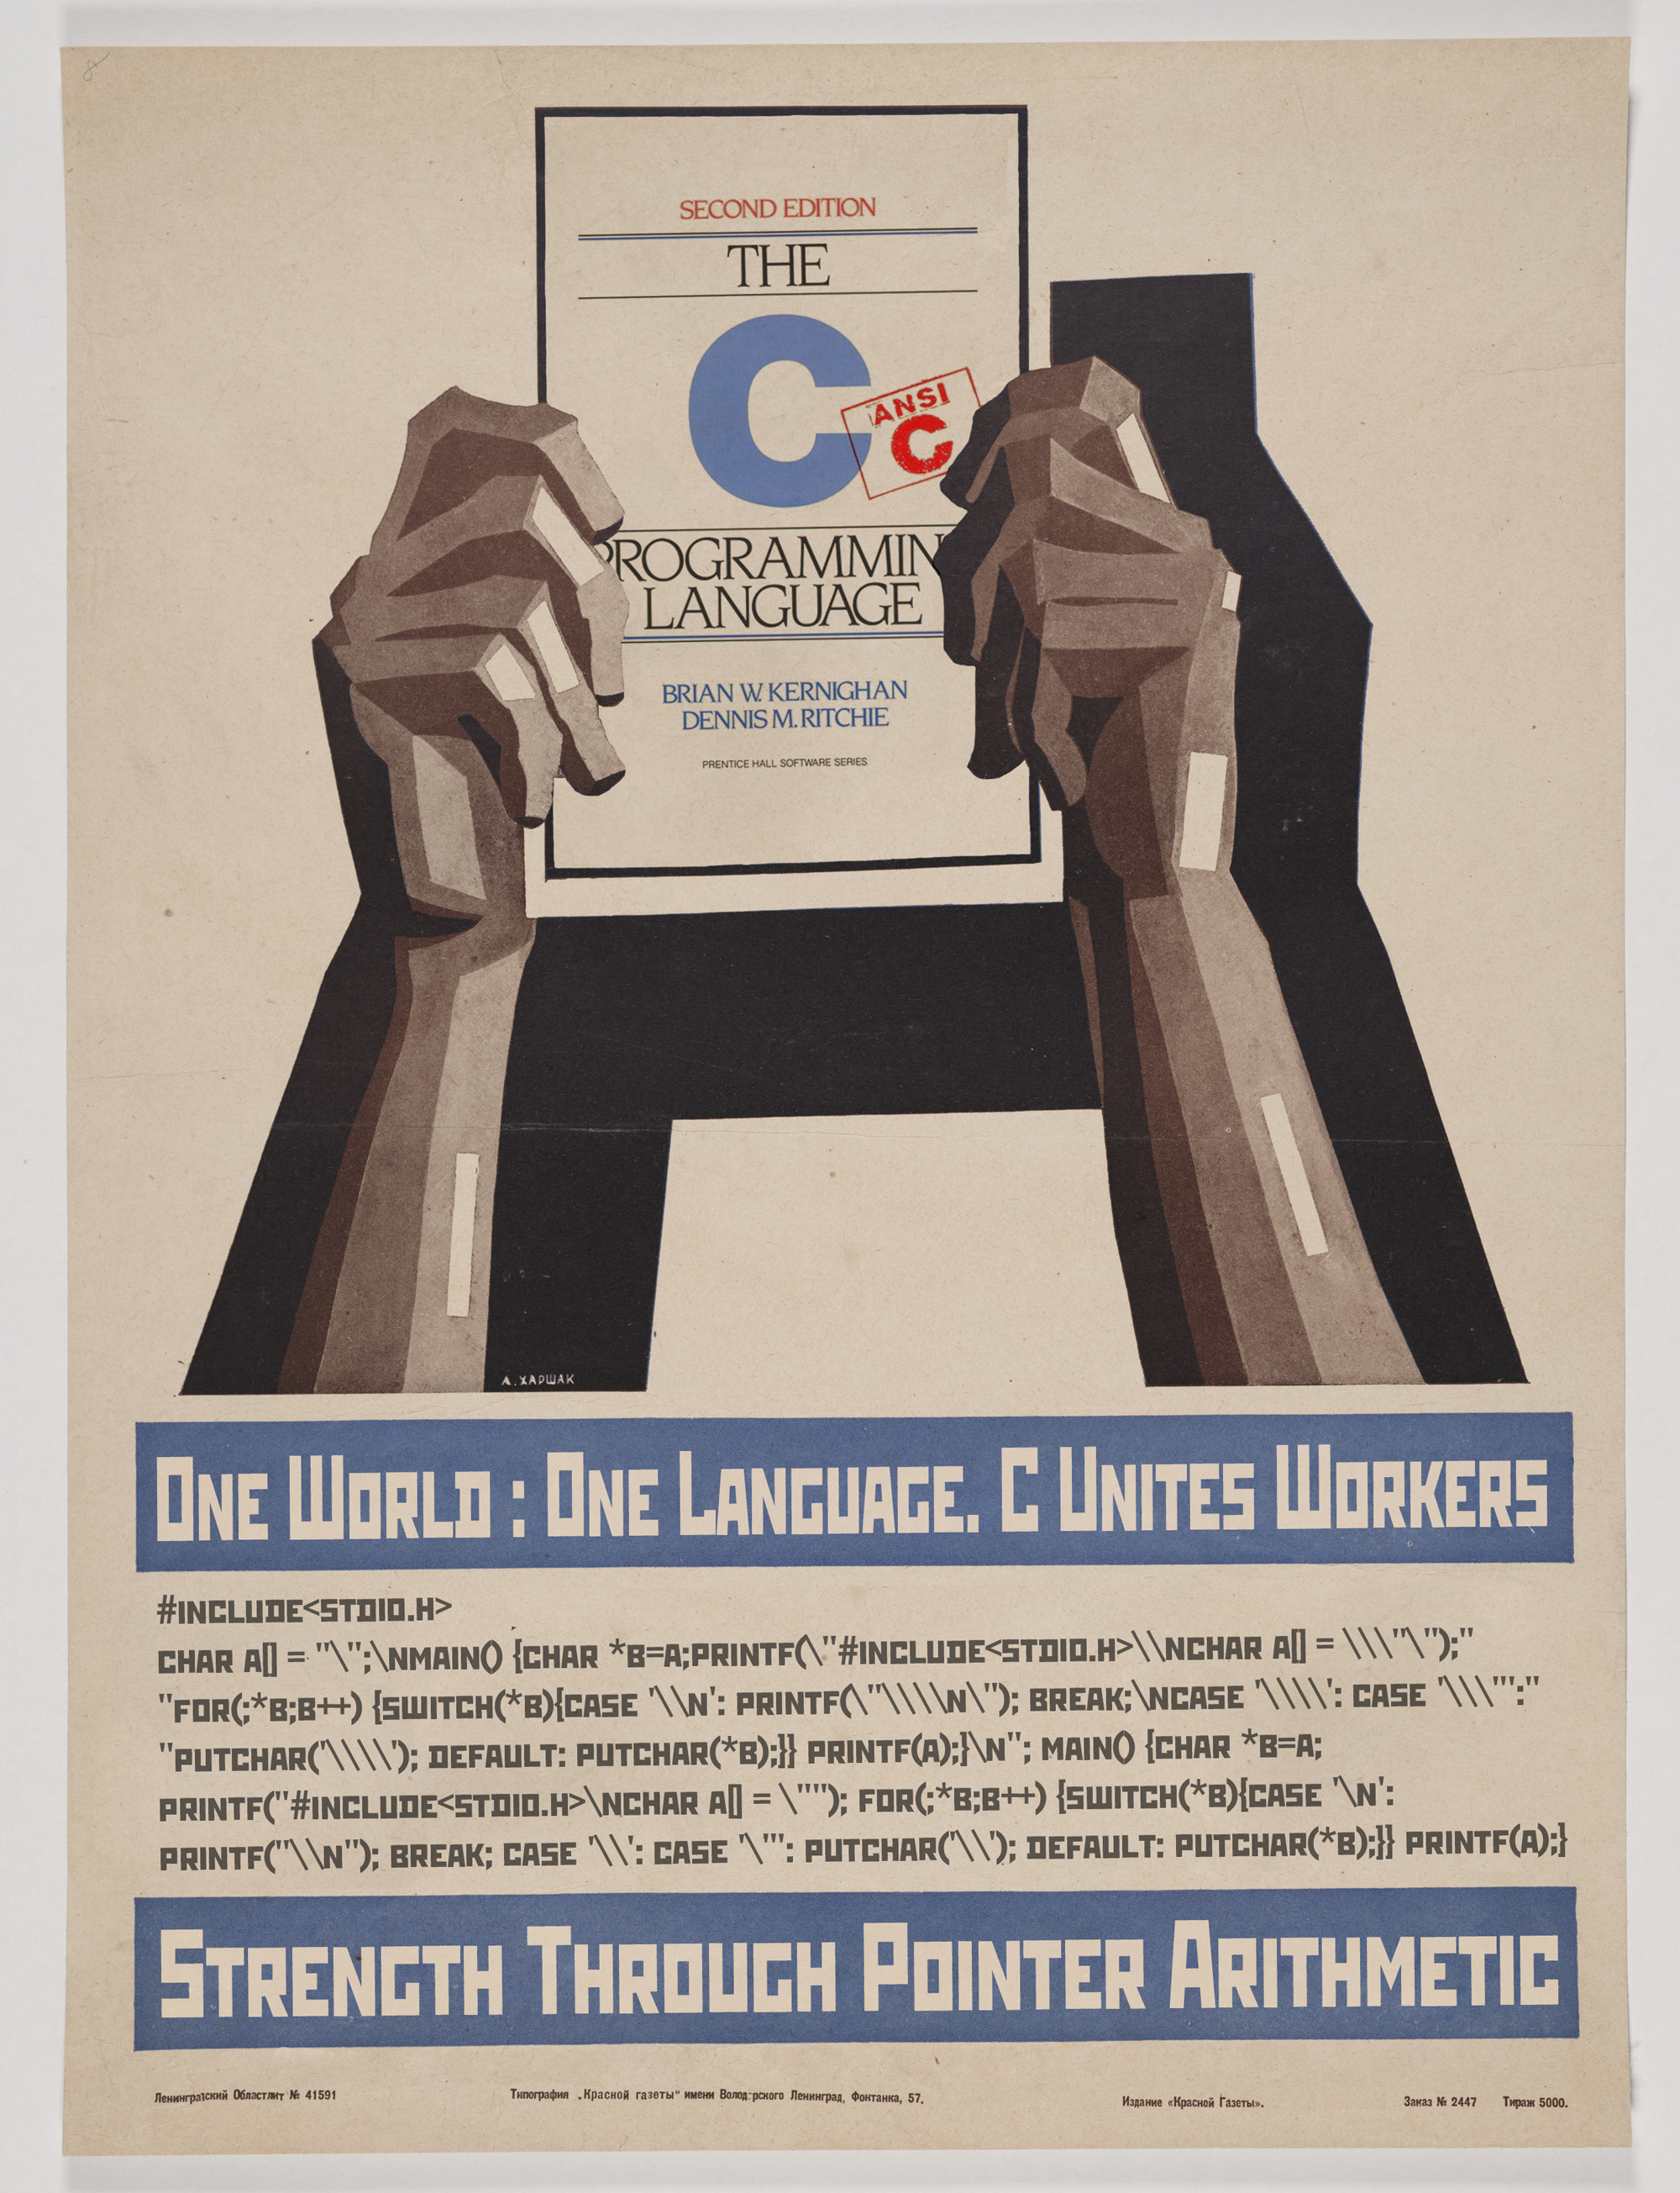 SECOND EDITION
THE
C
ANSI
C
PROGRAMMIN
LANGUAGE
BRIAN W. KERNIGHAN
DENNIS M. RITCHIE
PRENTICE HALL SOFTWARE SERIES
А. ХАРШАК
ONE WORLD : ONE LANGUAGE. C UNITES WORKERS
#INCLUDE<STDIO.H>
CHAR A[] = "\";\NMAIN() {CHAR *B=A;PRINTF(\"#INCLUDE<STDIO.H>\\NCHAR A[] = \\\"\");"
"FOR(;*B;B++) {SWITCH(*B){CASE '\\N': PRINTF(\"\\\\N\"); BREAK;\NCASE '\\\\': CASE '\\\"':"
"PUTCHAR('\\\\'); DEFAULT: PUTCHAR(*B);}} PRINTF(A);}\N"; MAIN() {CHAR *B=A;
PRINTF("#INCLUDE<STDIO.H>\NCHAR A[] = \""); FOR(;*B;B++) {SWITCH(*B){CASE '\N':
PRINTF("\\N"); BREAK; CASE '\\': CASE '\"': PUTCHAR('\\'); DEFAULT: PUTCHAR(*B);}} PRINTF(A);}
STRENGTH THROUGH POINTER ARITHMETIC
Ленинградский Областлит № 41591 Типография „Красной газеты" имени Володарского Ленинград, Фонтанка, 57. Издание «Красной Газеты». Заказ № 2447 Тираж 5000.